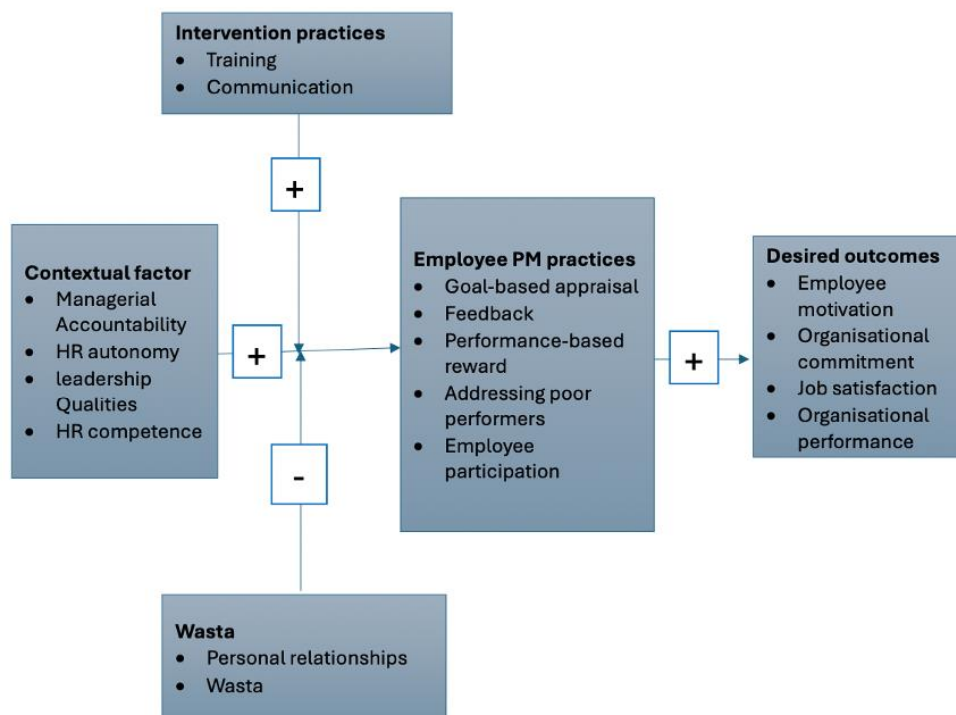 Intervention practices
• Training
• Communication
+
Contextual factor
• Managerial
Accountability
• HR autonomy
• leadership
Qualities
• HR competence
+
Employee PM practices
• Goal-based appraisal
• Feedback
• Performance-based
reward
• Addressing poor
performers
• Employee
participation
+
Desired outcomes
• Employee
motivation
• Organisational
commitment
• Job satisfaction
• Organisational
performance
-
Wasta
• Personal relationships
• Wasta